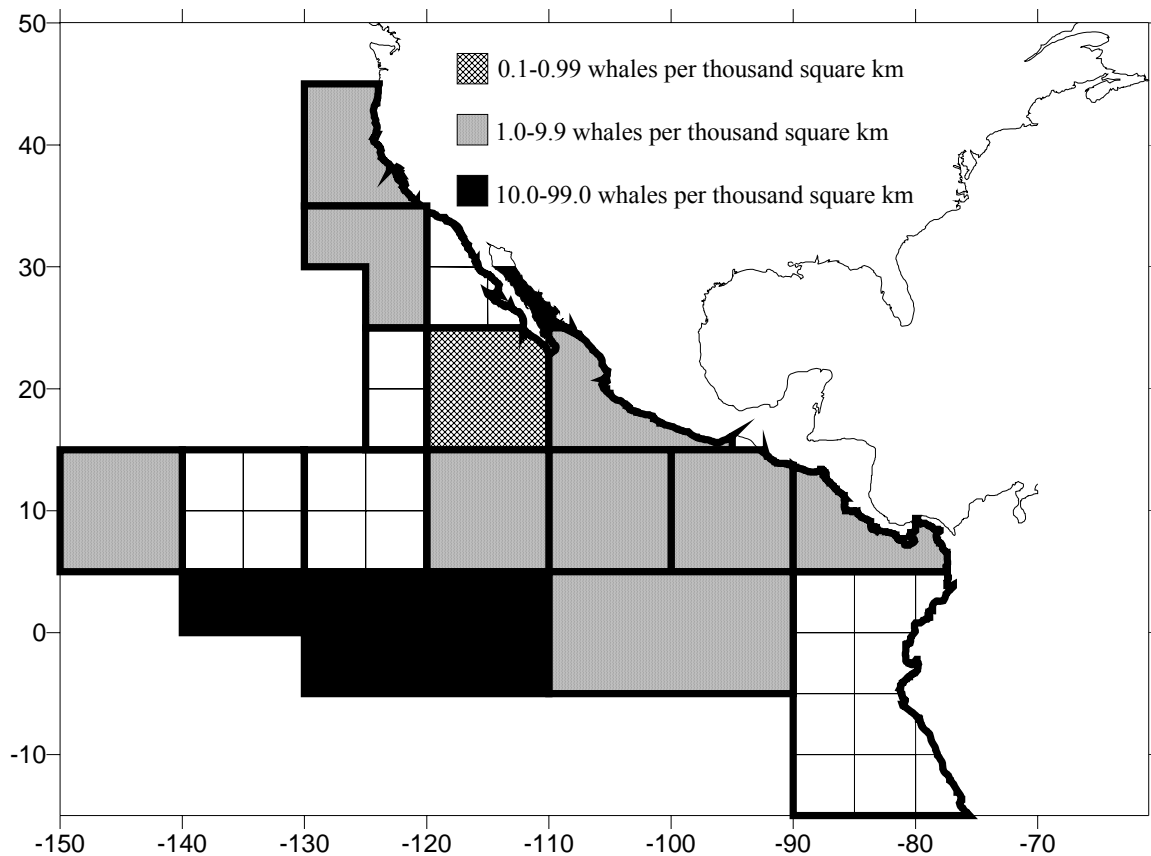 50
0.1-0.99 whales per thousand square km
40
1.0-9.9 whales per thousand square km
10.0-99.0 whales per thousand square km
30
20
10
0
-10
-150 -140 -130 -120 -110 -100 -90 -80 -70